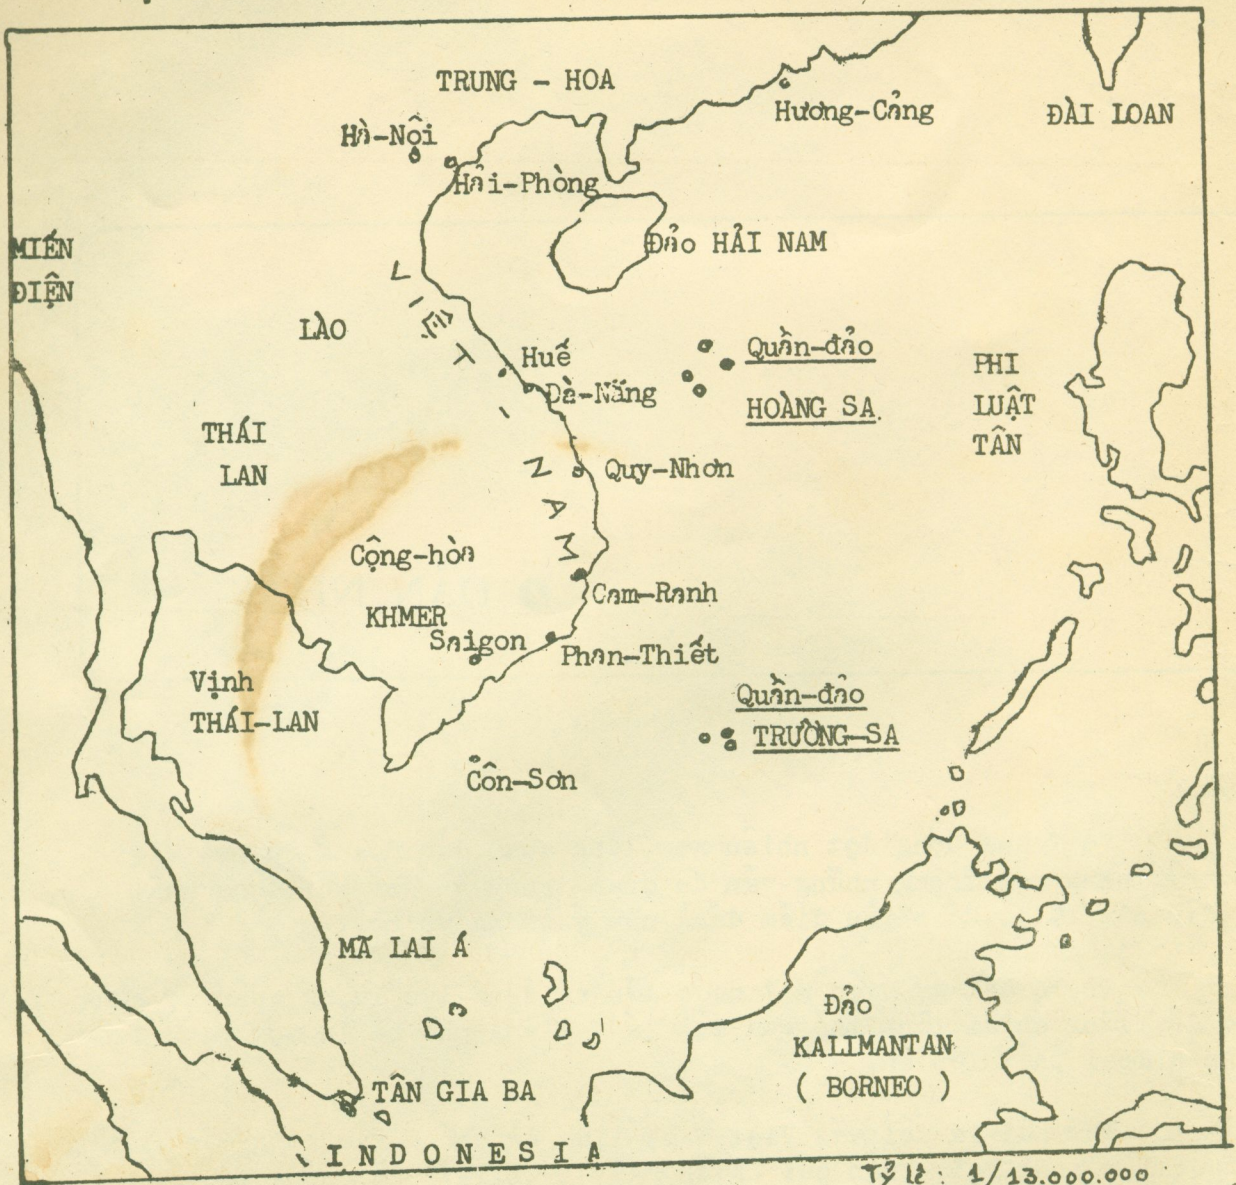 TRUNG - HOA
Hương-Cảng
ĐÀI LOAN
Hà-Nội
Hải-Phòng
Đảo HẢI NAM
MIẾN
ĐIỆN
LÀO
VIỆT - NAM
Huế
Đà-Nẵng
Quần-đảo
HOÀNG SA.
PHI
LUẬT
TÂN
THÁI
LAN
Quy-Nhơn
Cộng-hòa
KHMER
Cam-Ranh
Saigon
Phan-Thiết
Vịnh
THÁI-LAN
Quần-đảo
TRƯỜNG-SA
Côn-Sơn
MÃ LAI Á
Đảo
KALIMANTAN
( BORNEO )
TÂN GIA BA
INDONESIA
Tỷ lệ : 1/13.000.000